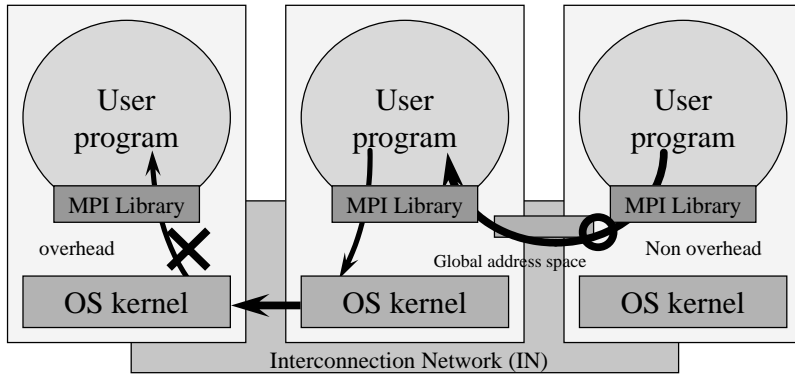 User
program
MPI Library
overhead
OS kernel
User
program
MPI Library
Global address space
OS kernel
User
program
MPI Library
Non overhead
OS kernel
Interconnection Network (IN)